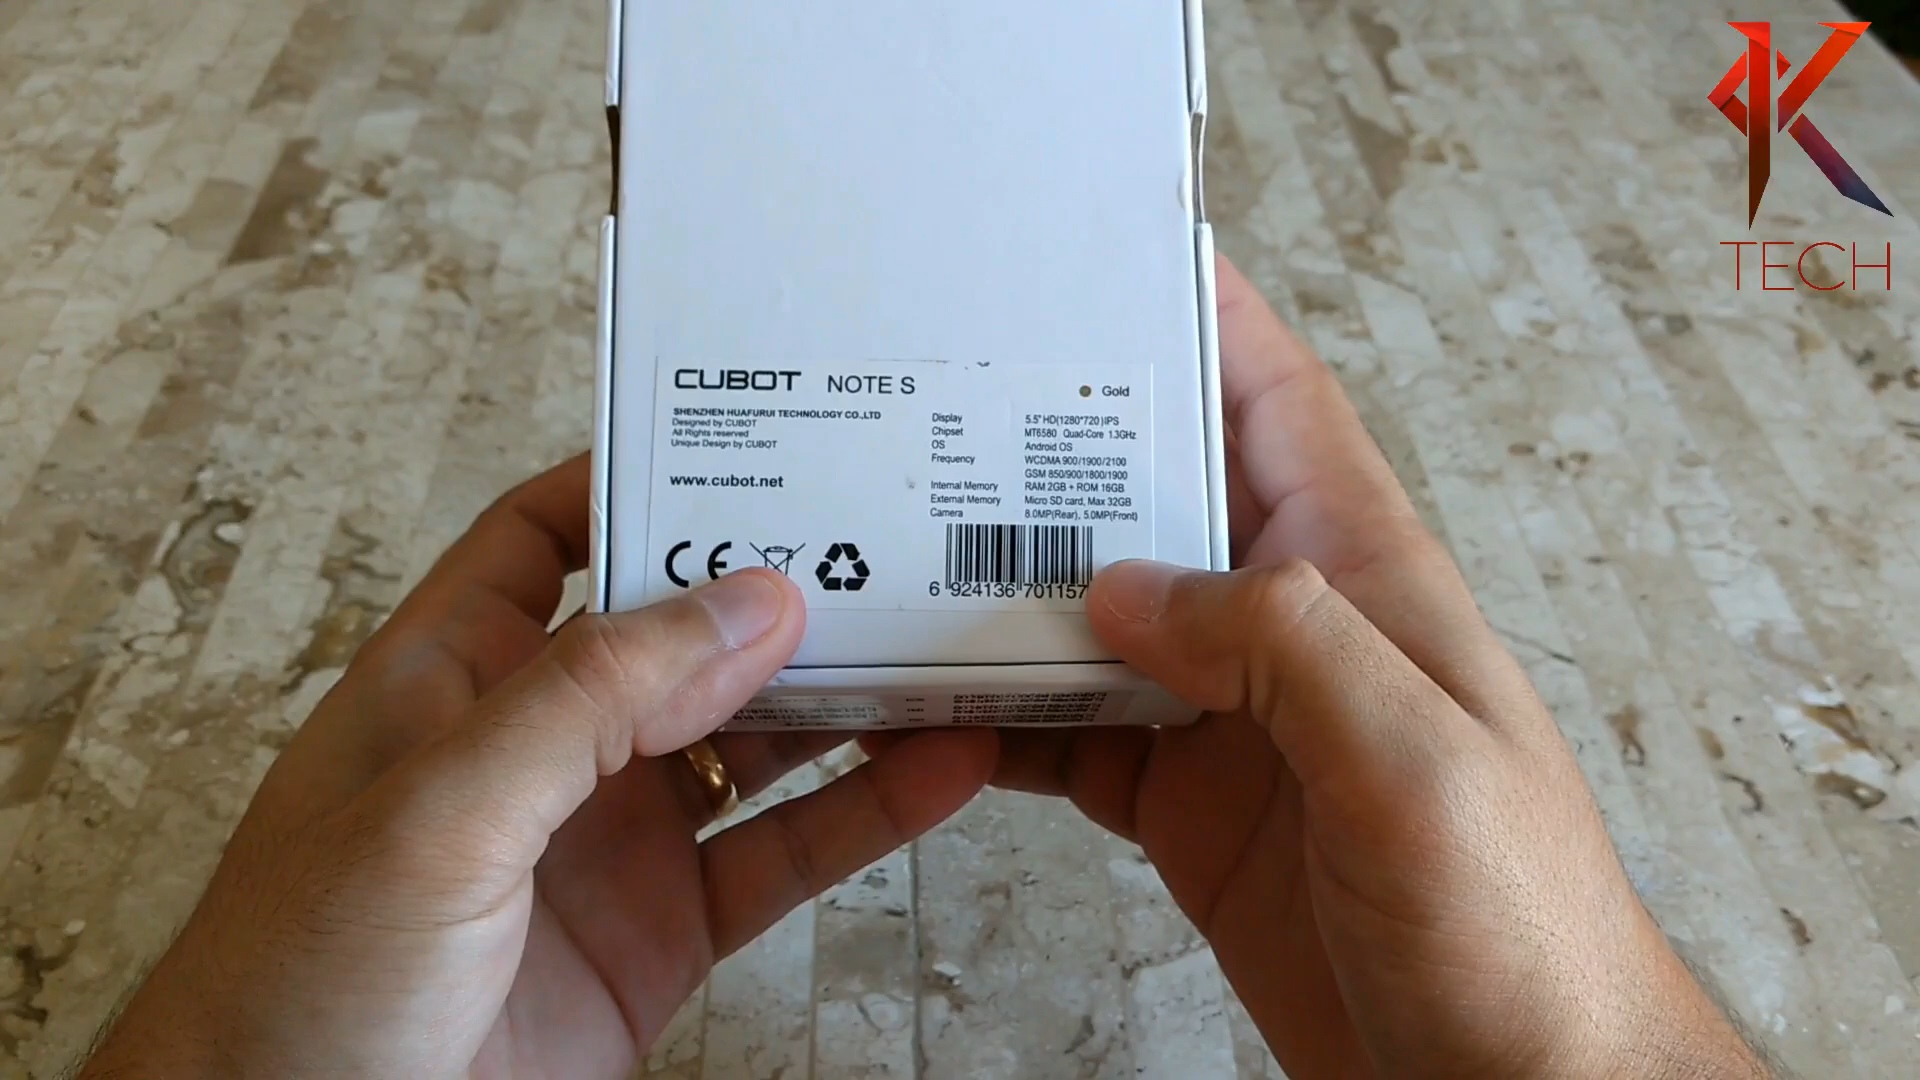 K
TECH
CUBOT NOTE S
Gold
SHENZHEN HUAFURUI TECHNOLOGY CO.,LTD
Designed by CUBOT
All Rights reserved
Unique Design by CUBOT
www.cubot.net
Display 5.5" HD(1280*720)IPS
Chipset MT6580 Quad-Core 1.3GHz
OS Android OS
Frequency WCDMA 900/1900/2100
GSM 850/900/1800/1900
Internal Memory RAM 2GB + ROM 16GB
External Memory Micro SD card, Max 32GB
Camera 8.0MP(Rear), 5.0MP(Front)
CE
6 924136 701157